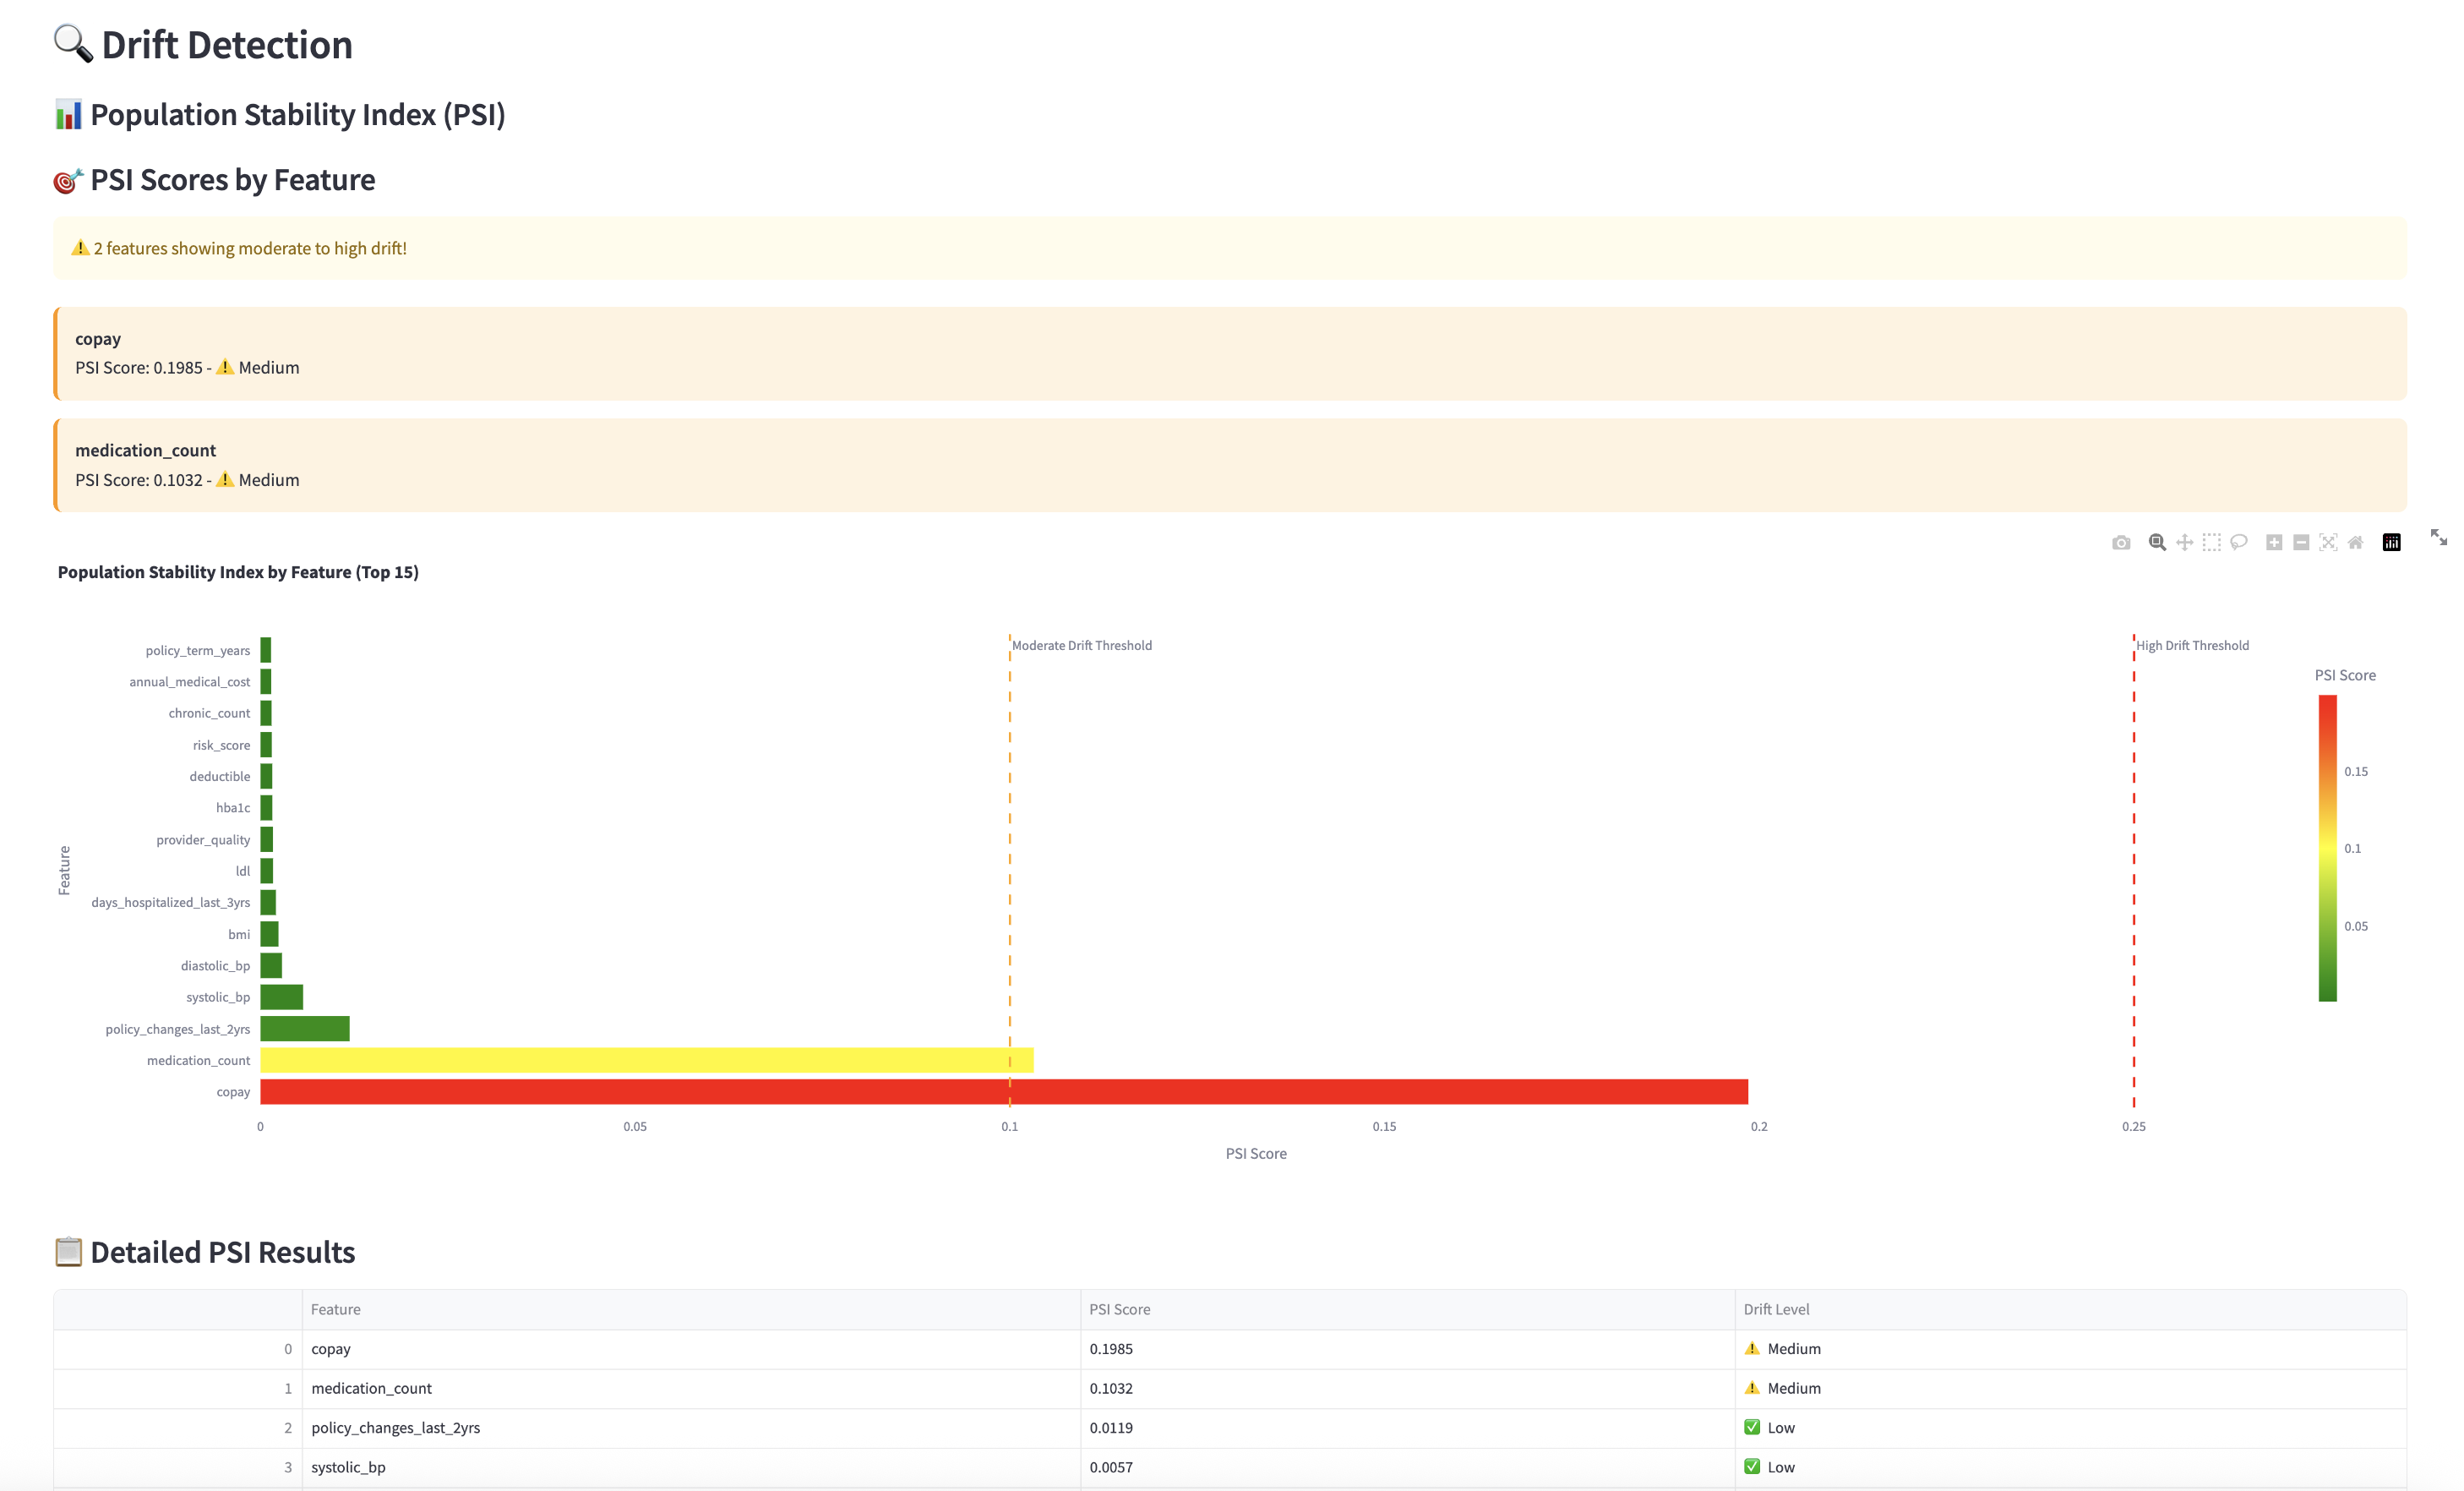 🔍 Drift Detection
📊 Population Stability Index (PSI)
🎯 PSI Scores by Feature
⚠️ 2 features showing moderate to high drift!
copay
PSI Score: 0.1985 - ⚠️ Medium
medication_count
PSI Score: 0.1032 - ⚠️ Medium
Population Stability Index by Feature (Top 15)
Moderate Drift Threshold
High Drift Threshold
PSI Score
0.15
0.1
0.05
Feature
policy_term_years
annual_medical_cost
chronic_count
risk_score
deductible
hba1c
provider_quality
ldl
days_hospitalized_last_3yrs
bmi
diastolic_bp
systolic_bp
policy_changes_last_2yrs
medication_count
copay
0 0.05 0.1 0.15 0.2 0.25
PSI Score
📋 Detailed PSI Results
Feature PSI Score Drift Level
0 copay 0.1985 ⚠️ Medium
1 medication_count 0.1032 ⚠️ Medium
2 policy_changes_last_2yrs 0.0119 ✅ Low
3 systolic_bp 0.0057 ✅ Low